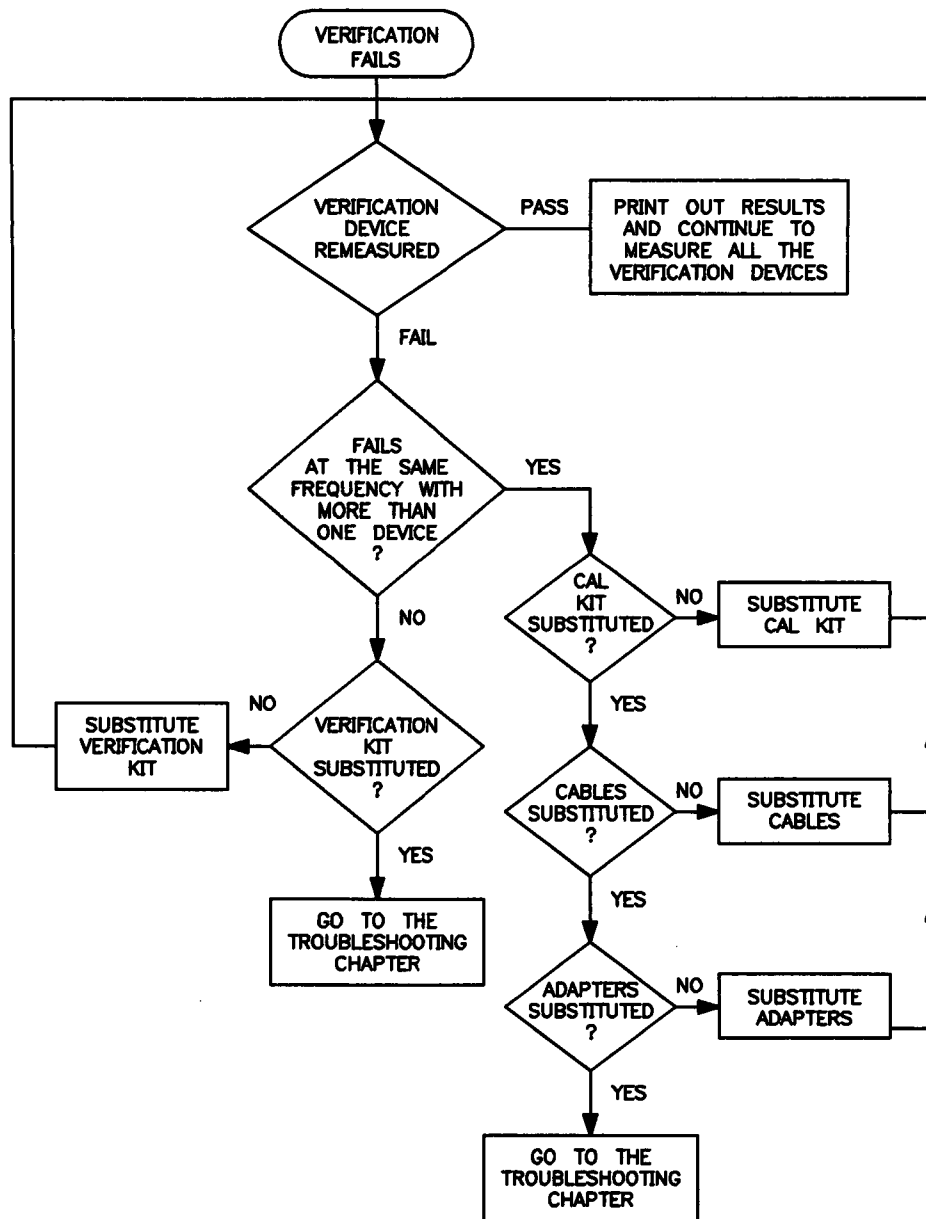 VERIFICATION
FAILS
VERIFICATION
DEVICE
REMEASURED
PASS
PRINT OUT RESULTS
AND CONTINUE TO
MEASURE ALL THE
VERIFICATION DEVICES
FAIL
FAILS
AT THE SAME
FREQUENCY WITH
MORE THAN
ONE DEVICE
?
YES
NO
CAL
KIT
SUBSTITUTED
?
NO
SUBSTITUTE
CAL KIT
YES
NO
SUBSTITUTE
VERIFICATION
KIT
VERIFICATION
KIT
SUBSTITUTED
?
YES
GO TO THE
TROUBLESHOOTING
CHAPTER
CABLES
SUBSTITUTED
?
NO
SUBSTITUTE
CABLES
YES
ADAPTERS
SUBSTITUTED
?
NO
SUBSTITUTE
ADAPTERS
YES
GO TO THE
TROUBLESHOOTING
CHAPTER